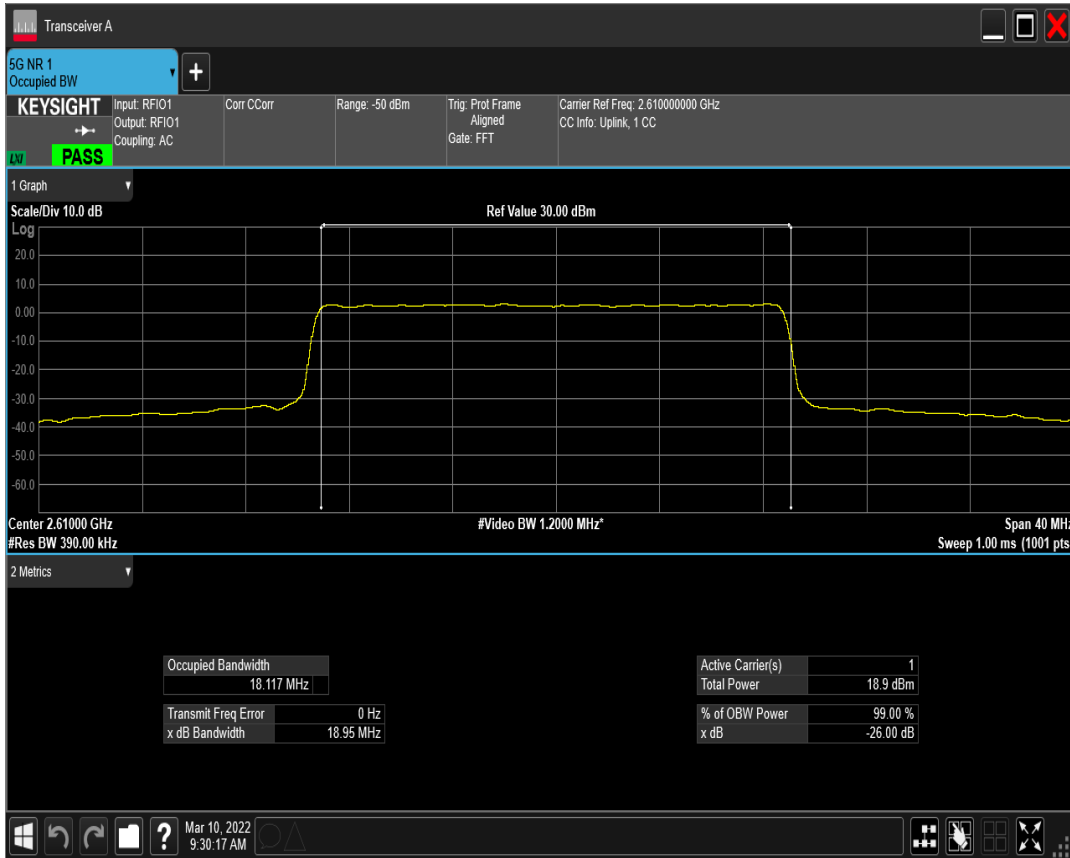 Transceiver A
5G NR 1
Occupied BW
+
KEYSIGHT
LXI
PASS
Input: RFIO1
Output: RFIO1
Coupling: AC
Corr CCorr
Range: -50 dBm
Trig: Prot Frame
Aligned
Gate: FFT
Carrier Ref Freq: 2.610000000 GHz
CC Info: Uplink, 1 CC
1 Graph
Scale/Div 10.0 dB
Ref Value 30.00 dBm
Log
20.0
10.0
0.00
-10.0
-20.0
-30.0
-40.0
-50.0
-60.0
Center 2.61000 GHz
#Video BW 1.2000 MHz*
Span 40 MHz
#Res BW 390.00 kHz
Sweep 1.00 ms (1001 pts
2 Metrics
Occupied Bandwidth
18.117 MHz
Transmit Freq Error 0 Hz
x dB Bandwidth 18.95 MHz
Active Carrier(s) 1
Total Power 18.9 dBm
% of OBW Power 99.00 %
x dB -26.00 dB
?
Mar 10, 2022
9:30:17 AM